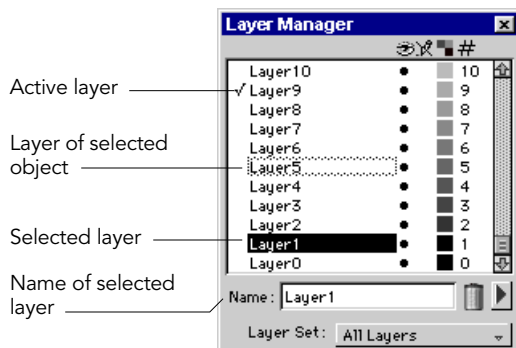 Layer Manager
#
Layer10 10
Active layer
Layer9 9
Layer8 8
Layer7 7
Layer of selected
object
Layer6 6
Layer5 5
Layer4 4
Layer3 3
Layer2 2
Selected layer
Layer1 1
Layer0 0
Name of selected
layer
Name: Layer1
Layer Set: All Layers